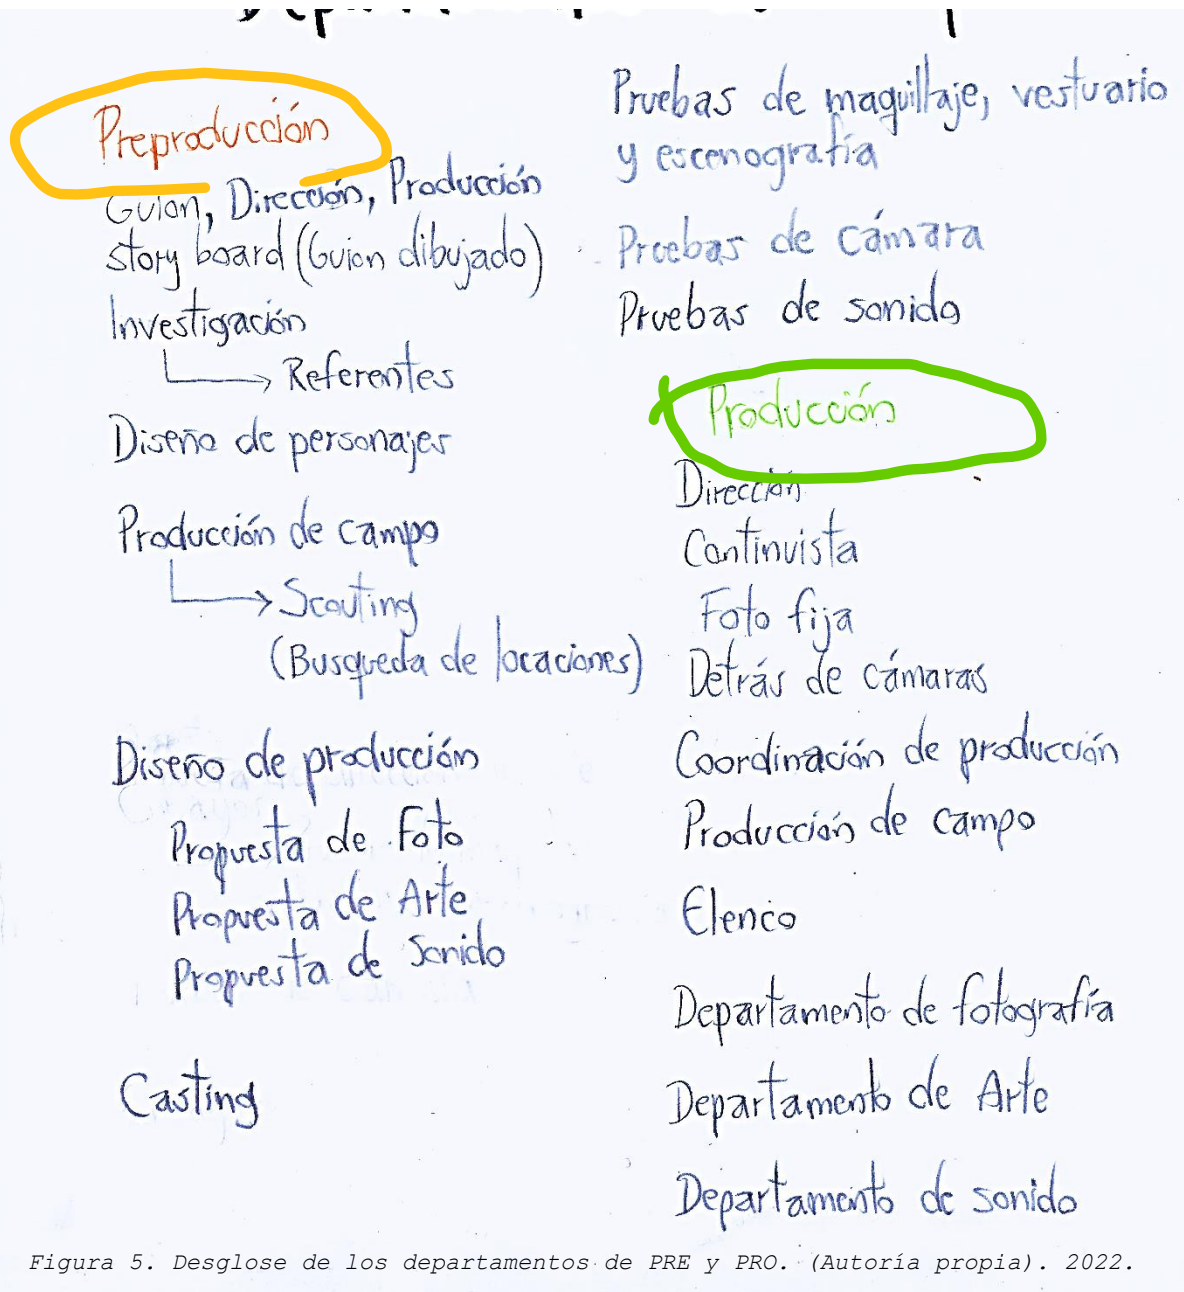 Preproducción
Guion, Dirección, Producción
story board (Guion dibujado)
Investigación
Referentes
Diseño de personajes
Producción de campo
Scouting
(Busqueda de locaciones)
Diseño de producción
Propuesta de Foto
Propuesta de Arte
Propuesta de Sonido
Casting
Pruebas de maquillaje, vestuario
y escenografía
Pruebas de cámara
Pruebas de sonido
Producción
Dirección
Continuista
Foto fija
Detrás de cámaras
Coordinación de producción
Producción de campo
Elenco
Departamento de fotografía
Departamento de Arte
Departamento de sonido
Figura 5. Desglose de los departamentos de PRE y PRO. (Autoría propia). 2022.